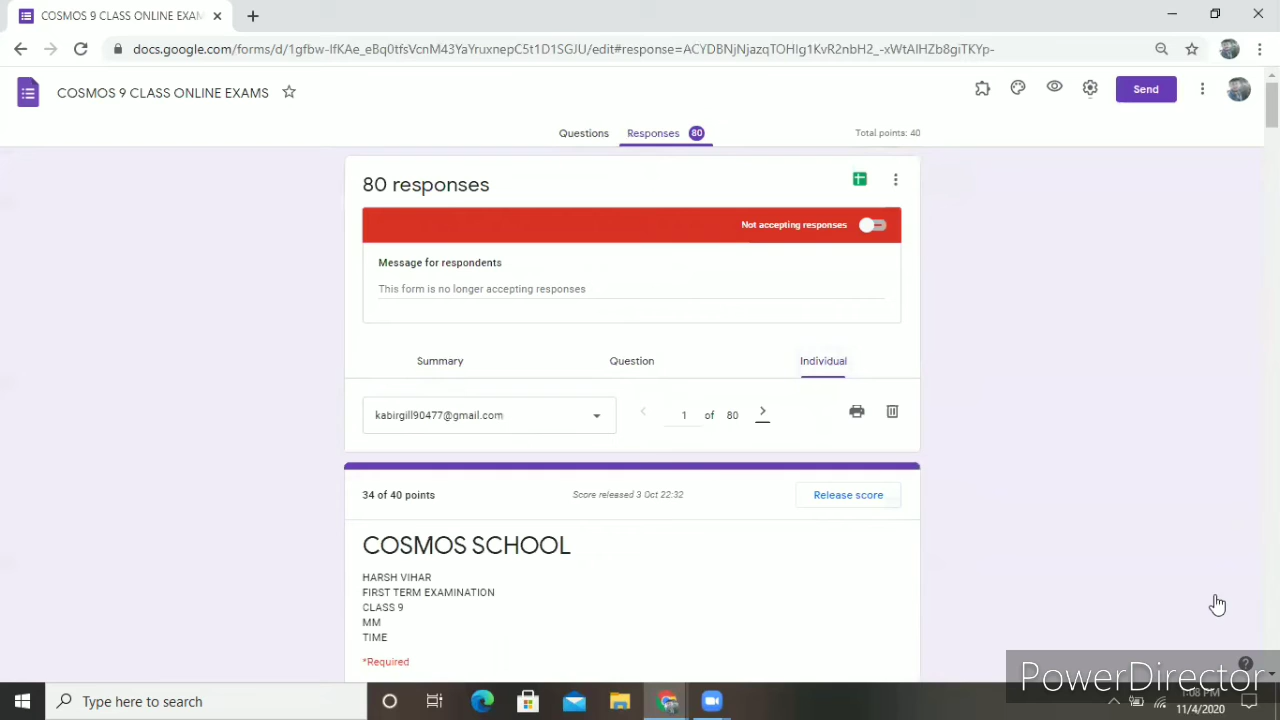 COSMOS 9 CLASS ONLINE EXAM
docs.google.com/forms/d/1gfbw-IfKAe_eBq0tfsVcnM43YaYruxnepC5t1D1SGJU/edit#response=ACYDBNjNjazqTOHIg1KvR2nbH2_-xWtAIHZb8giTKYp-
COSMOS 9 CLASS ONLINE EXAMS
Send
Questions
Responses 80
Total points: 40
80 responses
Not accepting responses
Message for respondents
This form is no longer accepting responses
Summary
Question
Individual
kabirgill90477@gmail.com
1 of 80
34 of 40 points
Score released 3 Oct 22:32
Release score
COSMOS SCHOOL
HARSH VIHAR
FIRST TERM EXAMINATION
CLASS 9
MM
TIME
*Required
PowerDirector
Type here to search
1:08 PM
11/4/2020